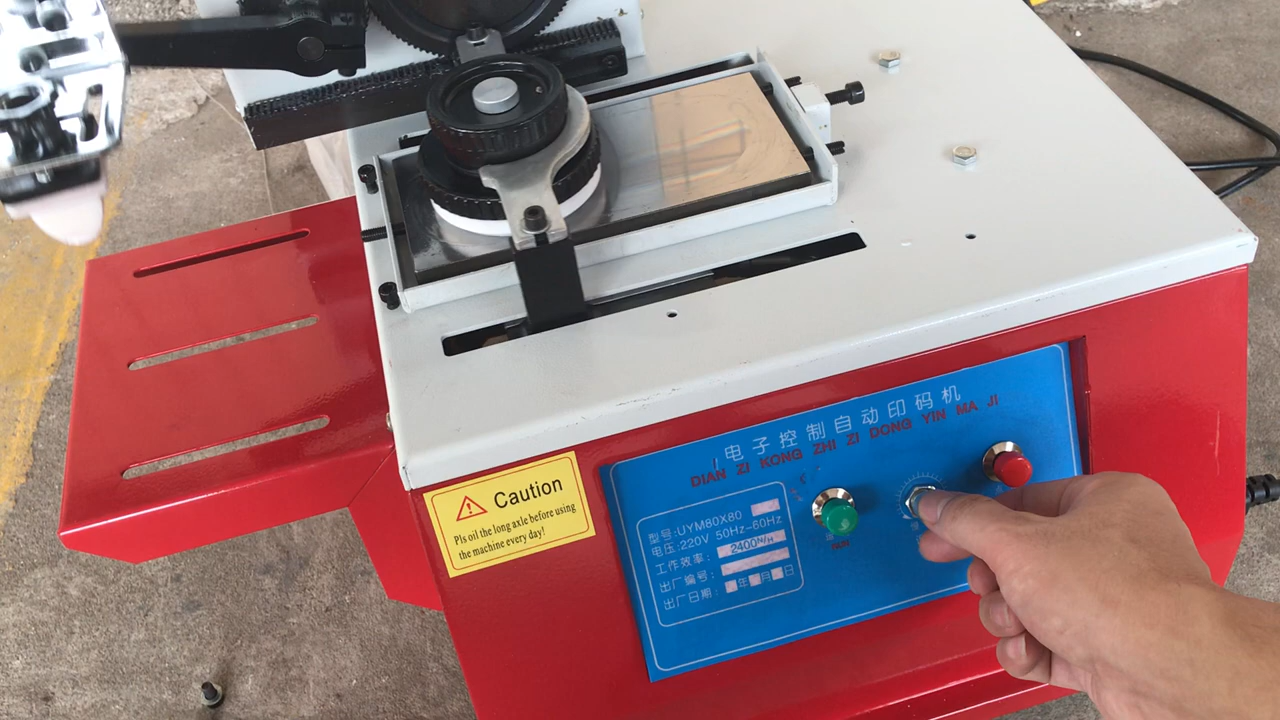 电子控制自动印码机
DIAN ZI KONG ZHI ZI DONG YIN MA JI
Caution
Pls oil the long axle before using
the machine every day!
型号:UYM80X80
电压:220V 50Hz-60Hz
工作效率: 2400N/H
出厂编号:
出厂日期: 年 月 日